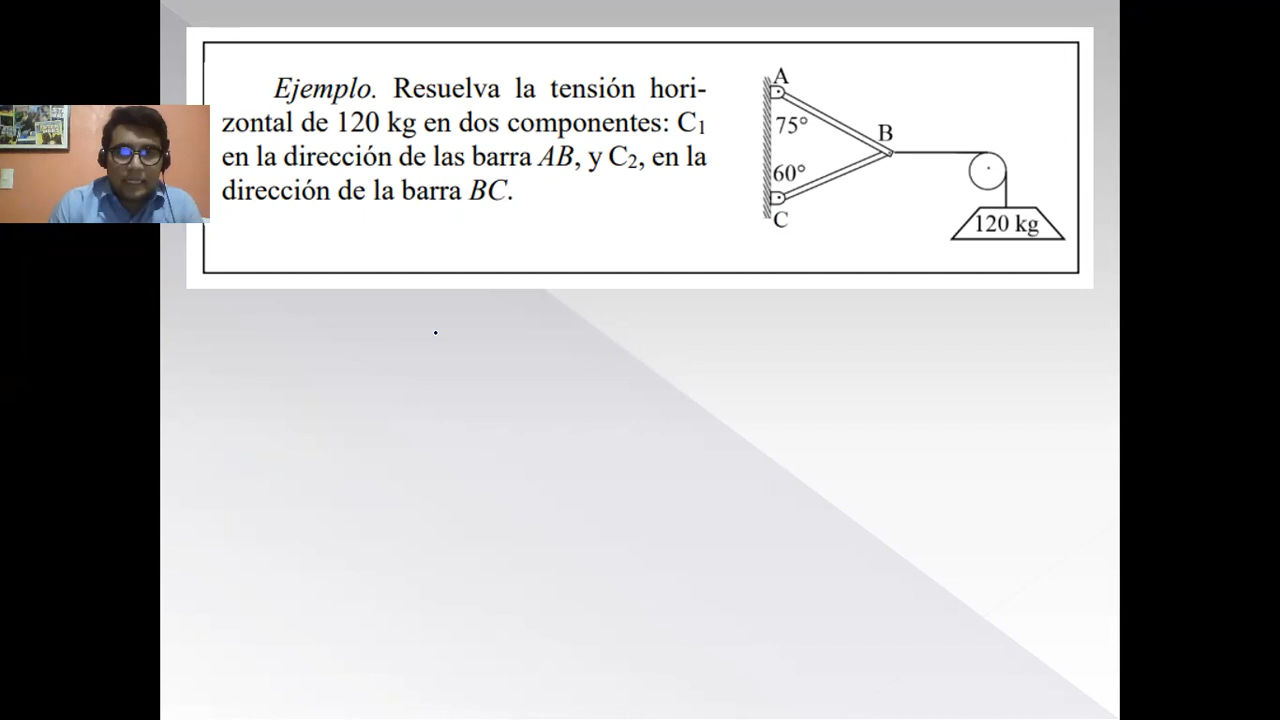 Ejemplo. Resuelva la tensión hori-
zontal de 120 kg en dos componentes: C₁
en la dirección de las barra AB, y C₂, en la
dirección de la barra BC.
A
75°
B
60°
C
120 kg